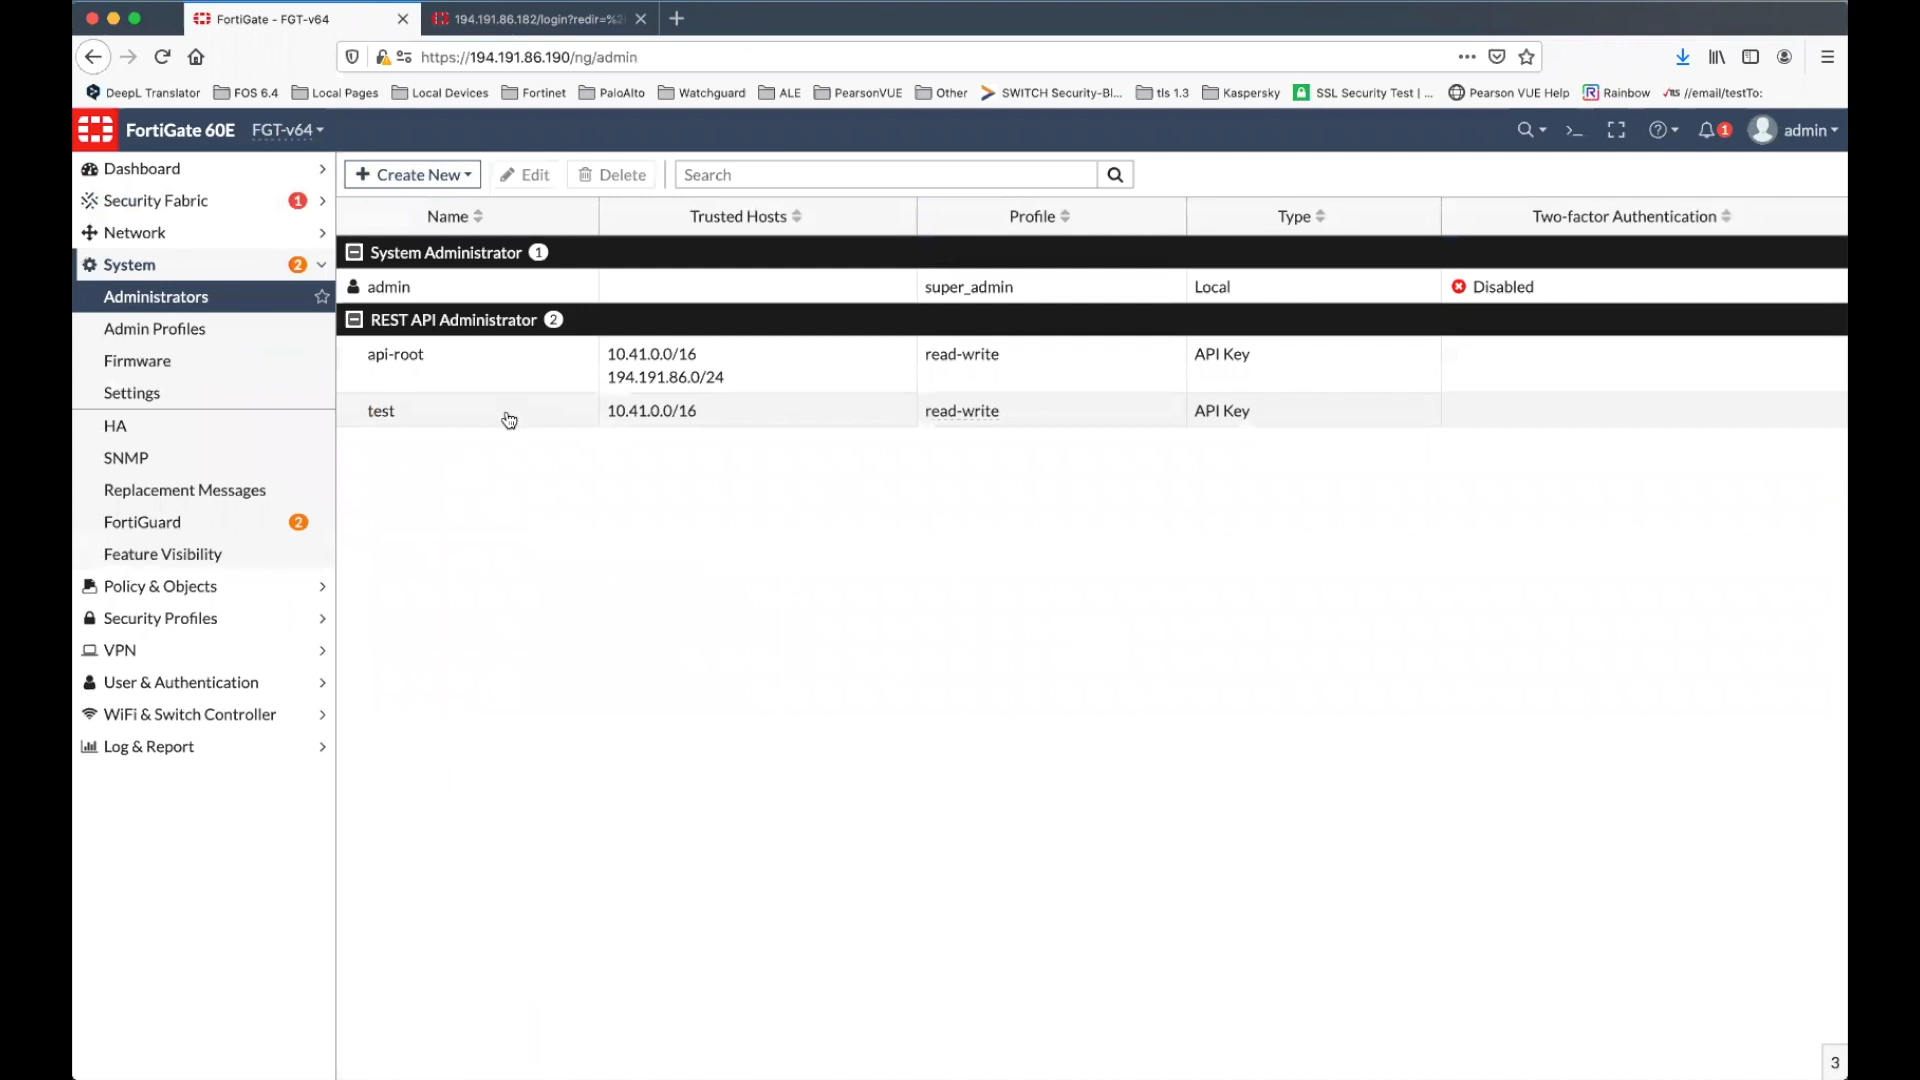 FortiGate - FGT-v64
194.191.86.182/login?redir=%2
https://194.191.86.190/ng/admin
DeepL Translator FOS 6.4 Local Pages Local Devices Fortinet PaloAlto Watchguard ALE PearsonVUE Other SWITCH Security-Bl... tls 1.3 Kaspersky SSL Security Test | ... Pearson VUE Help Rainbow //email/testTo:
FortiGate 60E FGT-v64 1 admin
Dashboard
Security Fabric 1
Network
System 2
Administrators
Admin Profiles
Firmware
Settings
HA
SNMP
Replacement Messages
FortiGuard 2
Feature Visibility
Policy & Objects
Security Profiles
VPN
User & Authentication
WiFi & Switch Controller
Log & Report
Create New Edit Delete Search
Name Trusted Hosts Profile Type Two-factor Authentication
System Administrator 1
admin super_admin Local Disabled
REST API Administrator 2
api-root 10.41.0.0/16 read-write API Key
194.191.86.0/24
test 10.41.0.0/16 read-write API Key
3